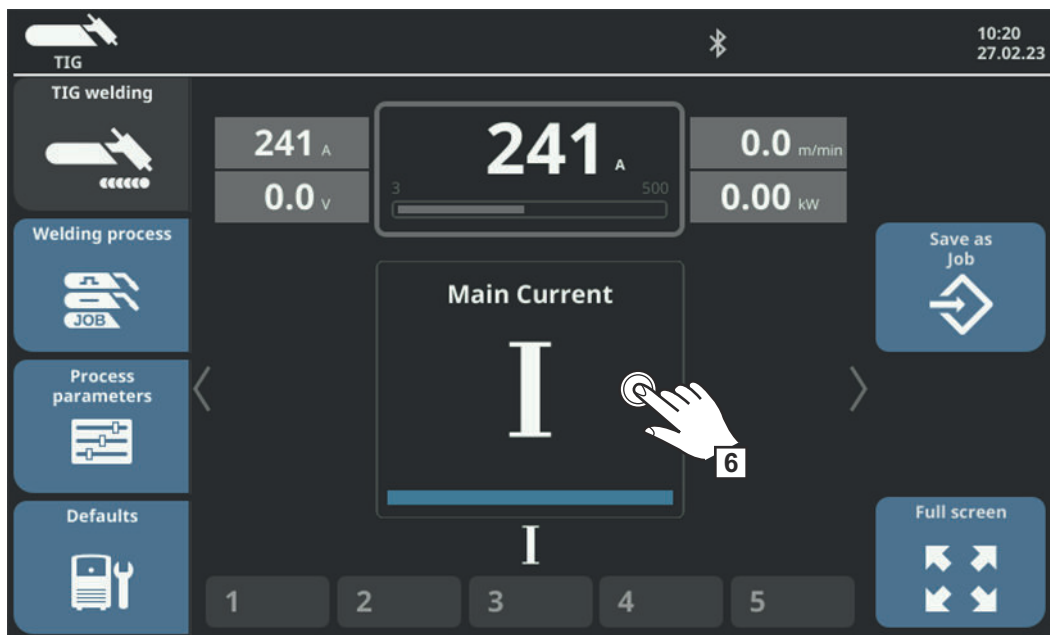 TIG
10:20
27.02.23
TIG welding
241 A
0.0 V
241 A
3
500
0.0 m/min
0.00 kW
Welding process
JOB
Process
parameters
Defaults
Main Current
I
6
I
Save as
Job
Full screen
1
2
3
4
5